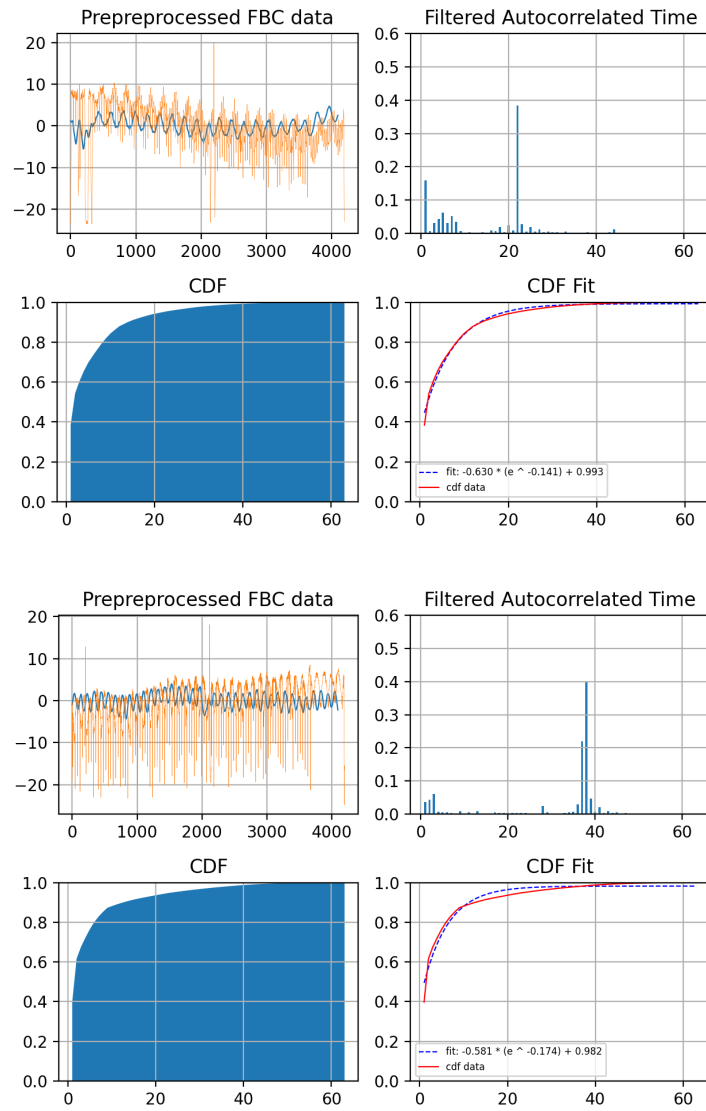 Prepreprocessed FBC data
Filtered Autocorrelated Time
20
10
0
−10
−20
0 1000 2000 3000 4000
0.6
0.5
0.4
0.3
0.2
0.1
0.0
0 20 40 60
CDF
CDF Fit
1.0
0.8
0.6
0.4
0.2
0.0
0 20 40 60
1.0
0.8
0.6
0.4
0.2
0.0
fit: -0.630 * (e ^ -0.141) + 0.993
cdf data
0 20 40 60
Prepreprocessed FBC data
Filtered Autocorrelated Time
20
10
0
−10
−20
0 1000 2000 3000 4000
0.6
0.5
0.4
0.3
0.2
0.1
0.0
0 20 40 60
CDF
CDF Fit
1.0
0.8
0.6
0.4
0.2
0.0
0 20 40 60
1.0
0.8
0.6
0.4
0.2
0.0
fit: -0.581 * (e ^ -0.174) + 0.982
cdf data
0 20 40 60